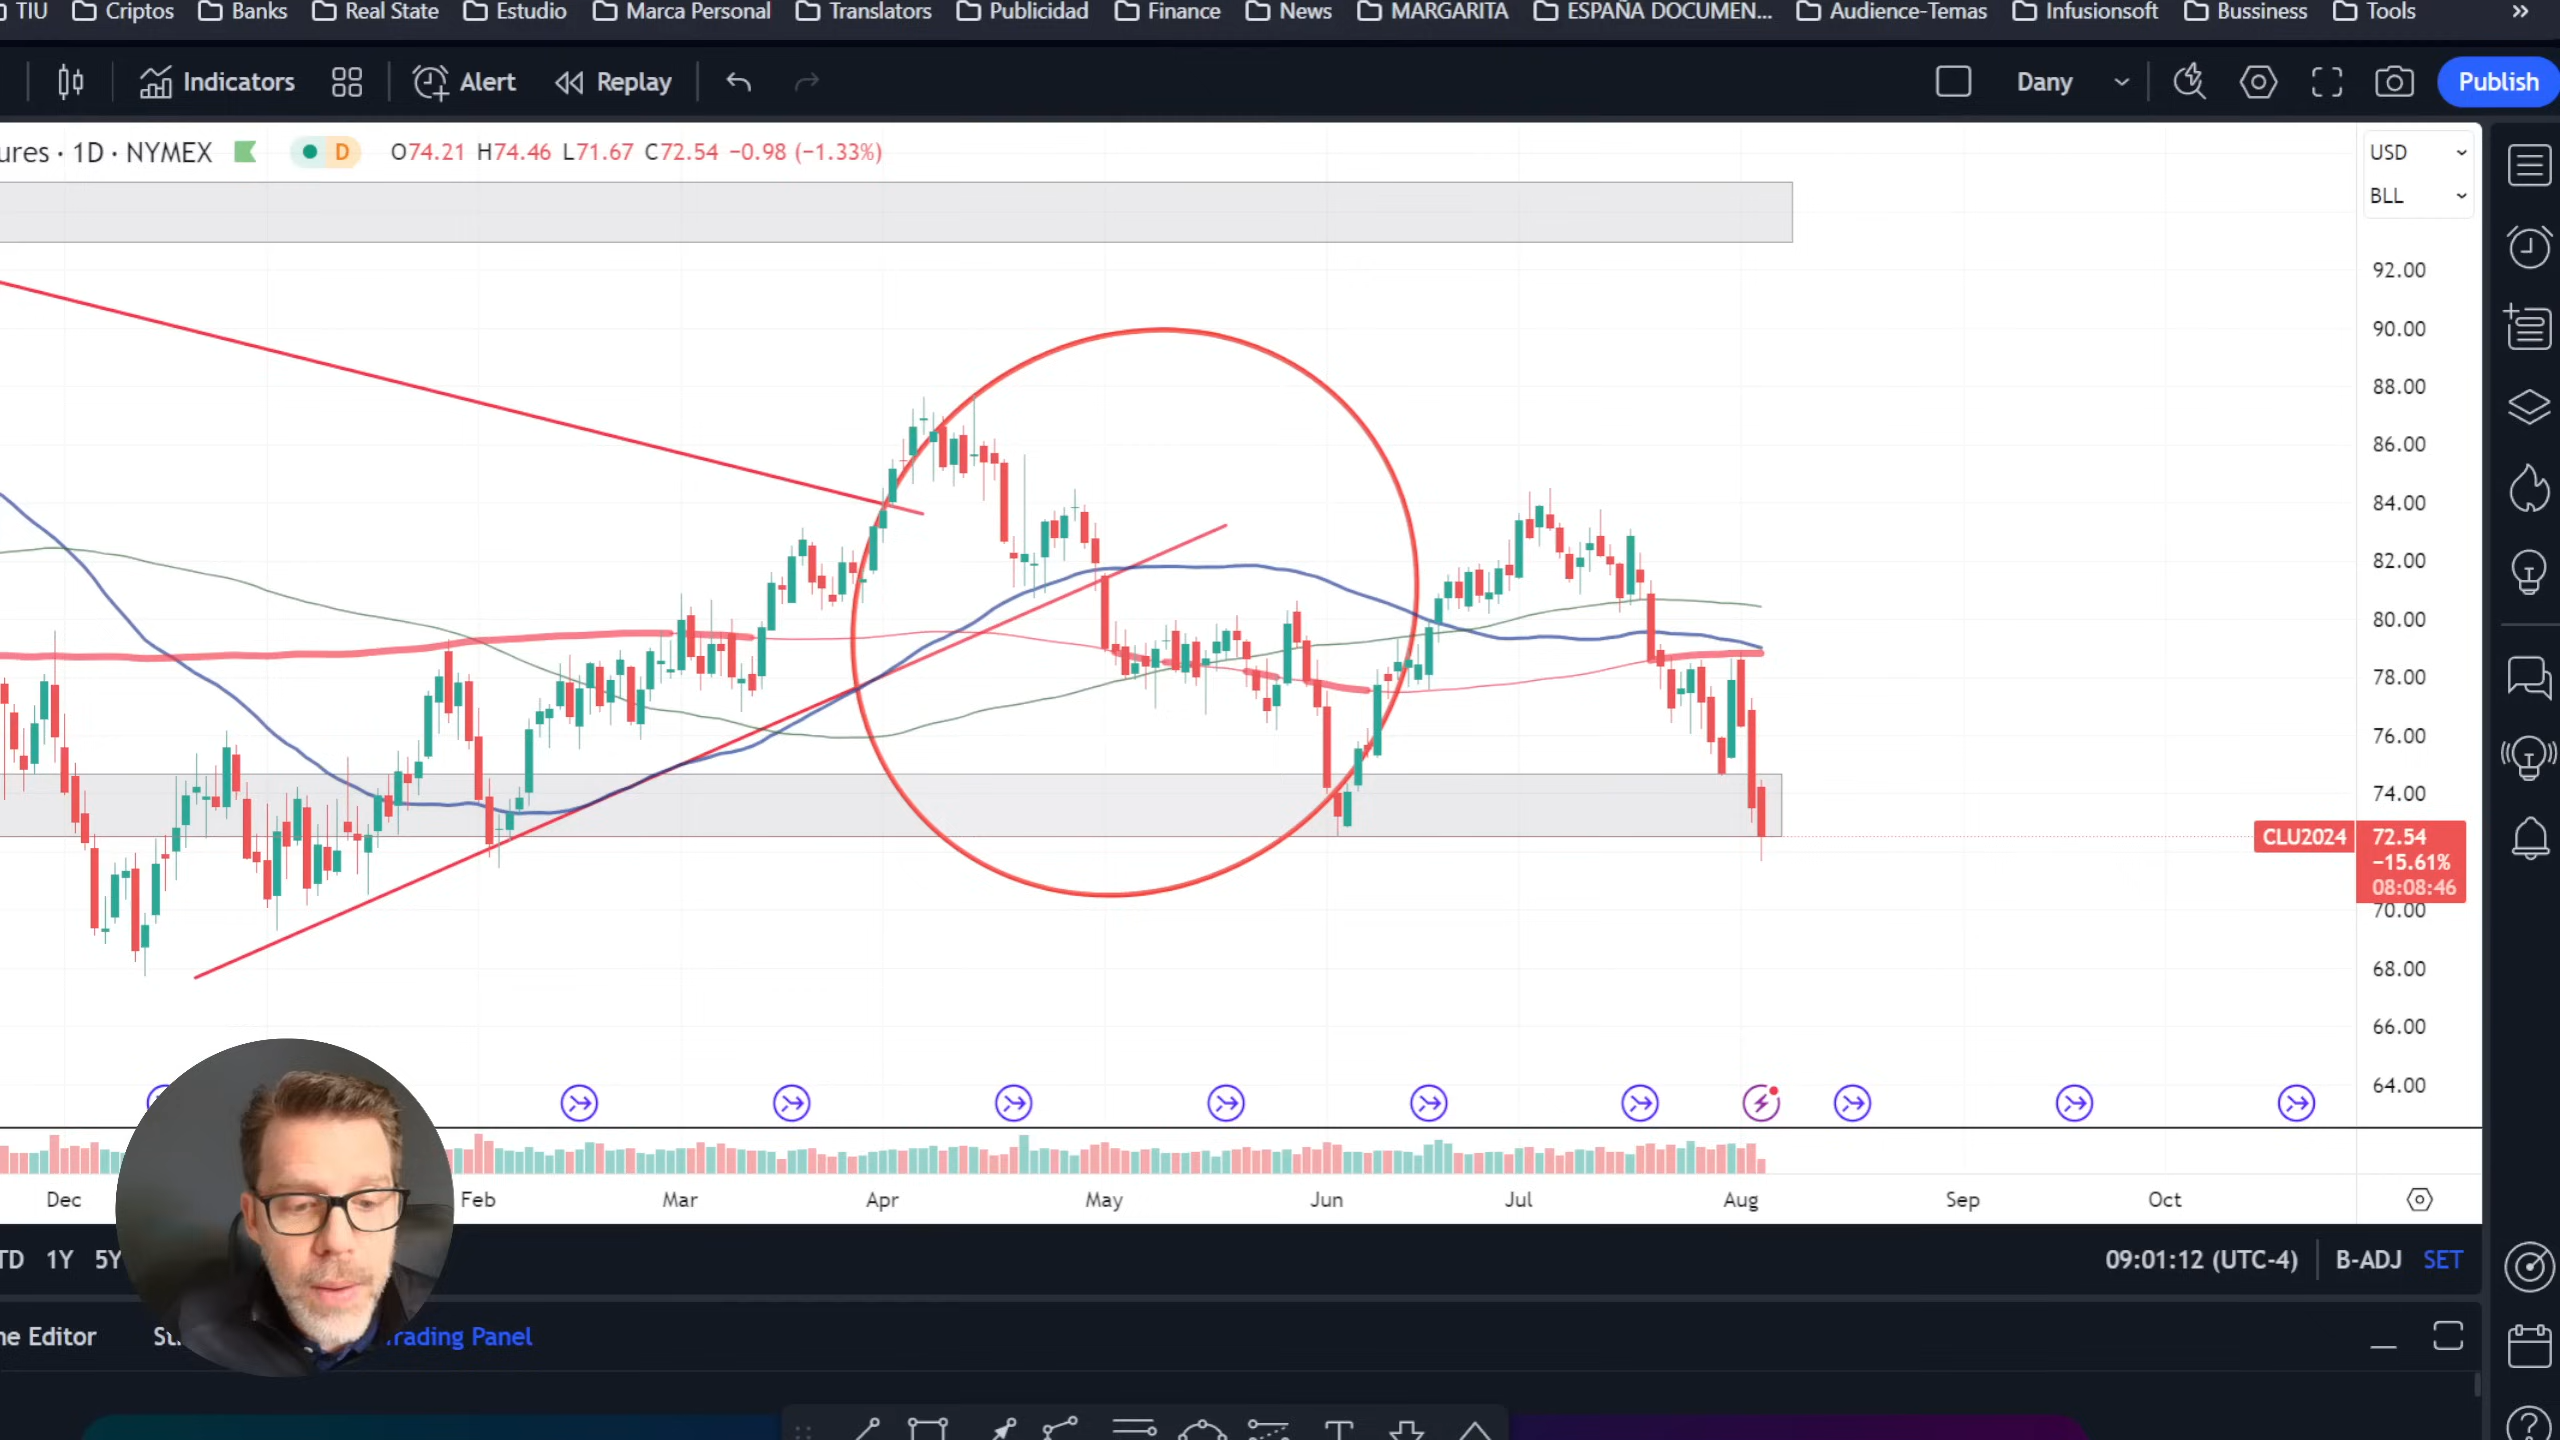 TIU Criptos Banks Real State Estudio Marca Personal Translators Publicidad Finance News MARGARITA ESPAÑA DOCUMEN... Audience-Temas Infusionsoft Bussiness Tools »
Indicators Alert Replay Dany Publish
ures · 1D · NYMEX D O74.21 H74.46 L71.67 C72.54 −0.98 (−1.33%)
USD
BLL
92.00
90.00
88.00
86.00
84.00
82.00
80.00
78.00
76.00
74.00
CLU2024 72.54
−15.61%
08:08:46
70.00
68.00
66.00
64.00
Dec Feb Mar Apr May Jun Jul Aug Sep Oct
TD 1Y 5Y 09:01:12 (UTC-4) B-ADJ SET
ne Editor St rading Panel